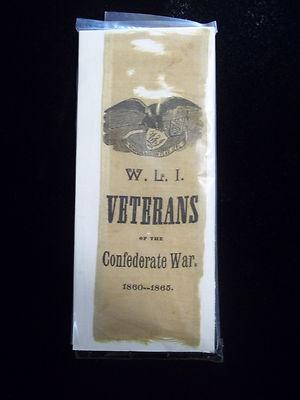 W. L. I.
VETERANS
OF THE
Confederate War.
1860--1865.